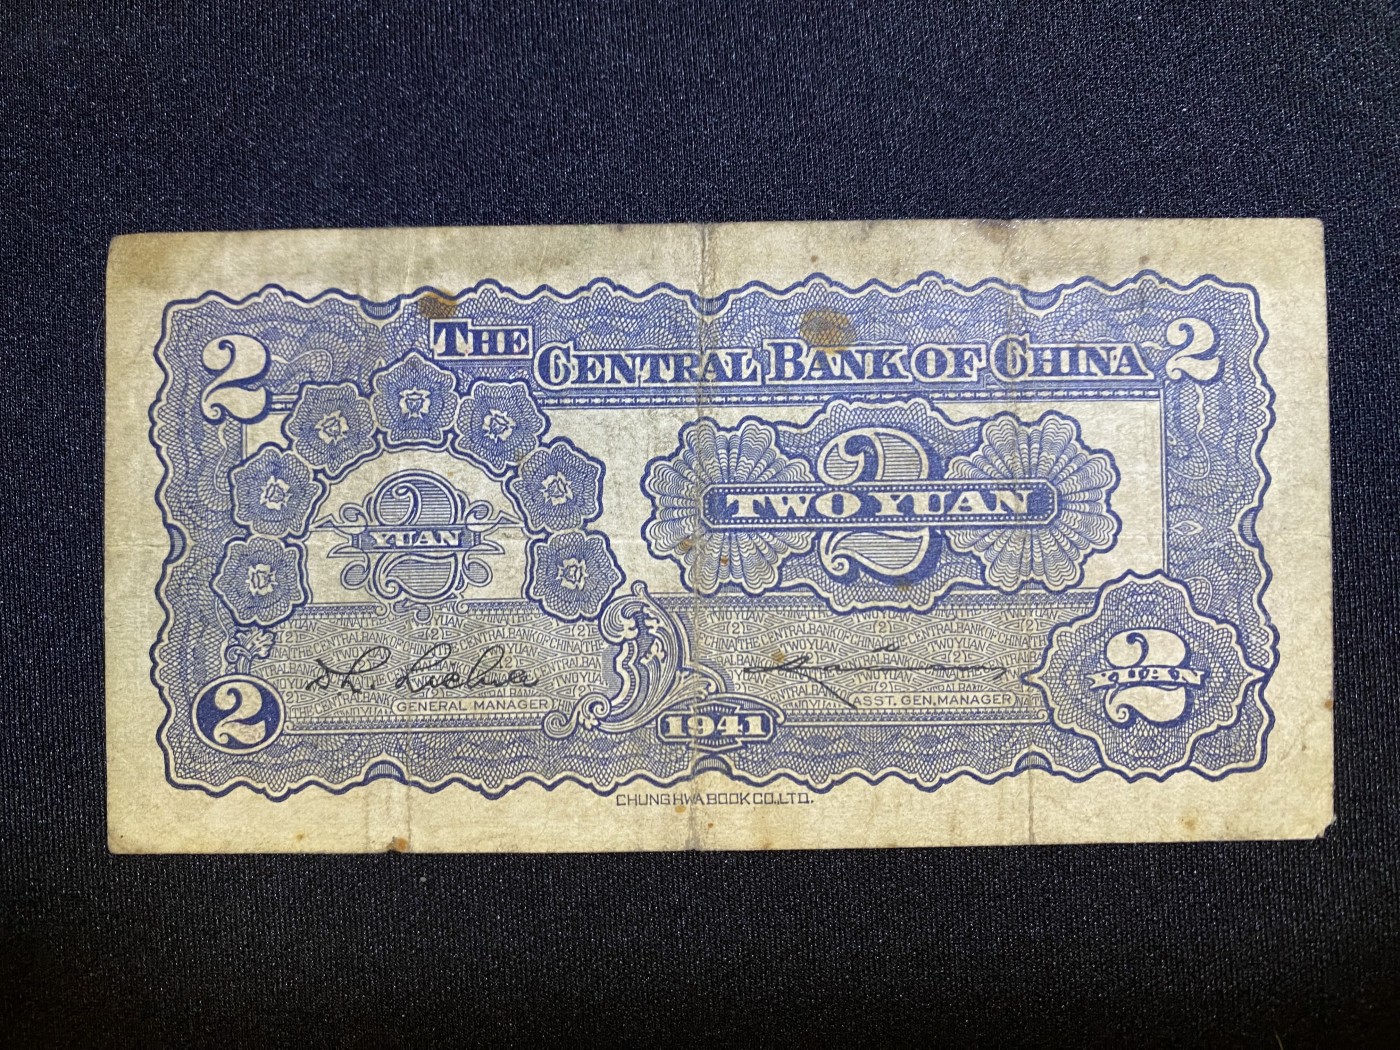 2 THE CENTRAL BANK OF CHINA 2
2
YUAN
2
TWO YUAN
2
YUAN
2
GENERAL MANAGER
1941
ASST. GEN. MANAGER
CHUNG HWA BOOK CO., LTD.